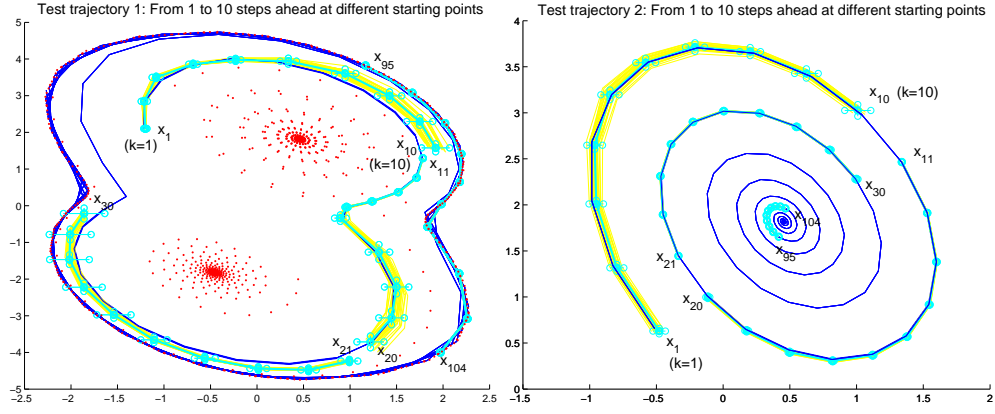 Test trajectory 1: From 1 to 10 steps ahead at different starting points
5
4
3
2
1
0
−1
−2
−3
−4
−5
−2.5 −2 −1.5 −1 −0.5 0 0.5 1 1.5 2 2.5
x95
x1
(k=1)
x10
(k=10)
x11
x30
x21
x20.
x104
Test trajectory 2: From 1 to 10 steps ahead at different starting points
4
3.5
3
2.5
2
1.5
1
0.5
0
−1.5 −1 −0.5 0 0.5 1 1.5 2
x10 (k=10)
x11
x30
x104
x95
x21
x20
x1
(k=1)